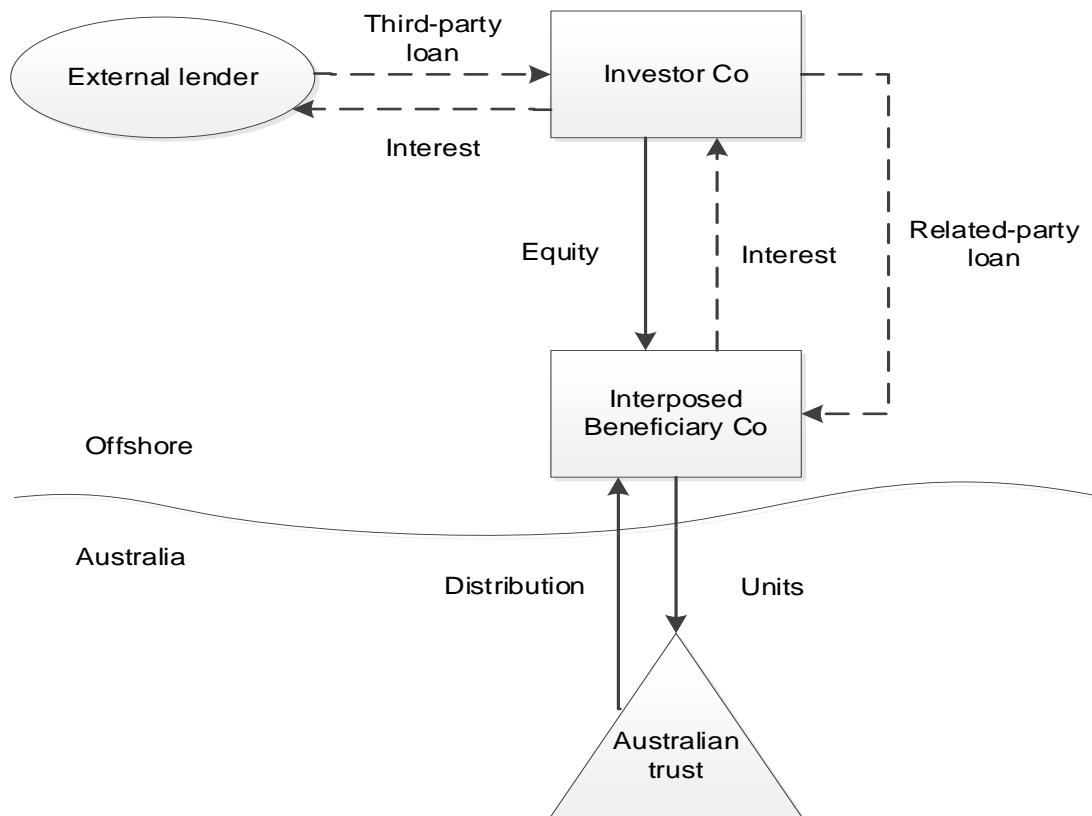 Third-party
loan
External lender
Investor Co
Interest
Related-party
loan
Equity
Interest
Interposed
Beneficiary Co
Offshore
Australia
Distribution
Units
Australian
trust